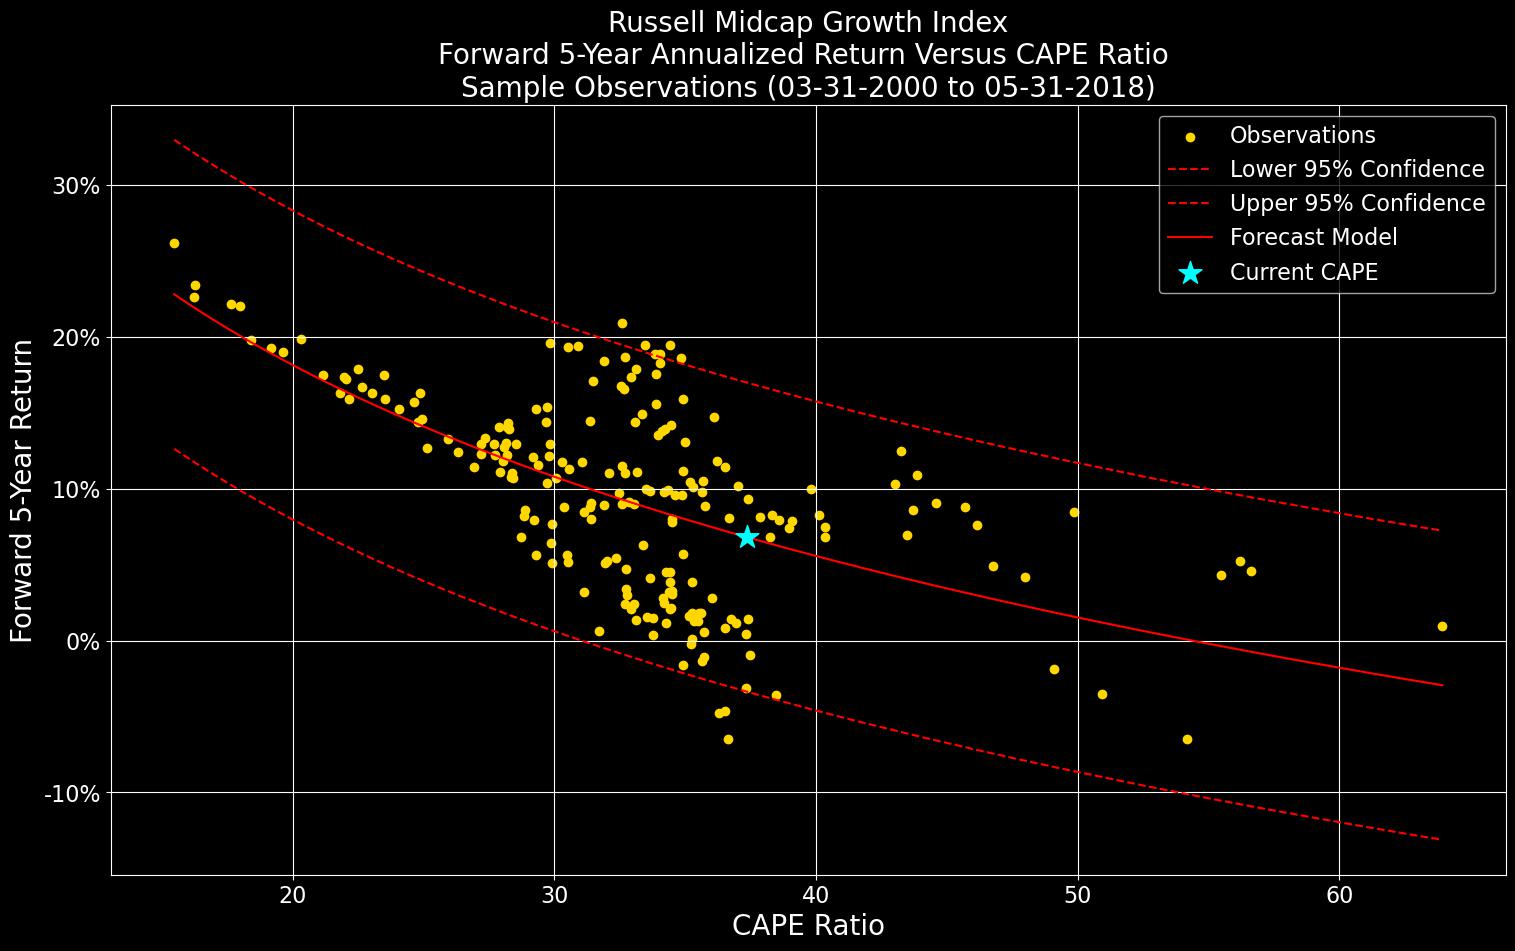 Russell Midcap Growth Index
Forward 5-Year Annualized Return Versus CAPE Ratio
Sample Observations (03-31-2000 to 05-31-2018)
Observations
Lower 95% Confidence
Upper 95% Confidence
Forecast Model
Current CAPE
Forward 5-Year Return
30%
20%
10%
0%
-10%
20 30 40 50 60
CAPE Ratio